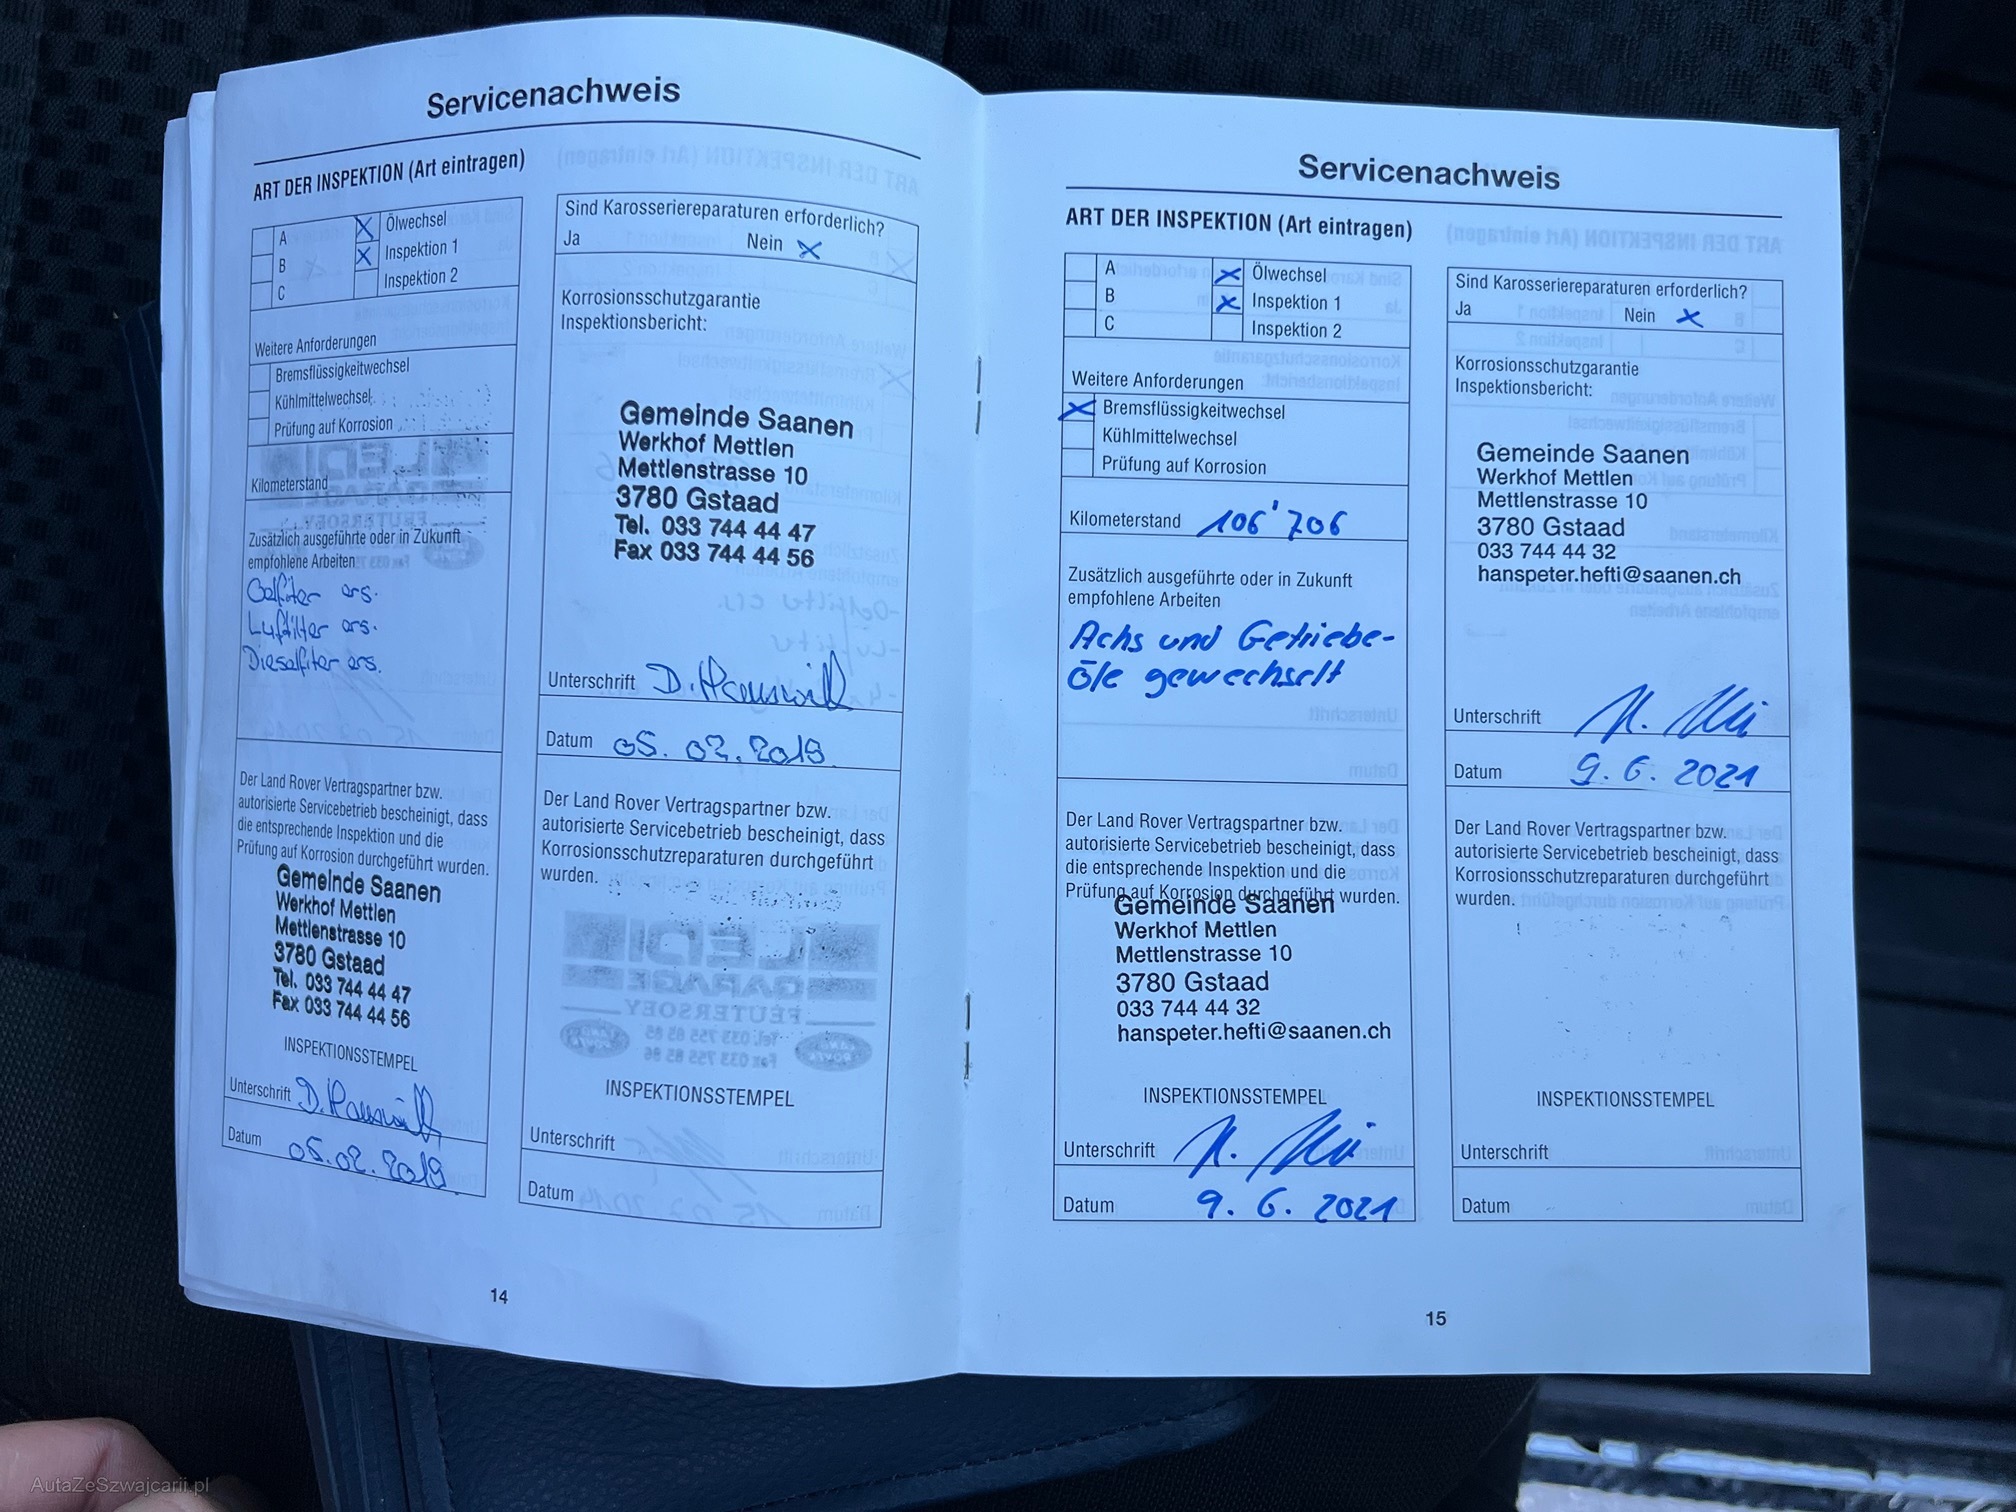 Servicenachweis
ART DER INSPEKTION (Art eintragen)
A
B
C
Ölwechsel
Inspektion 1
Inspektion 2
Weitere Anforderungen
Bremsflüssigkeitwechsel
Kühlmittelwechsel
Prüfung auf Korrosion
Kilometerstand
Zusätzlich ausgeführte oder in Zukunft
empfohlene Arbeiten
Oelfilter ers.
Luftfilter ers.
Dieselfilter ers.
Der Land Rover Vertragspartner bzw.
autorisierte Servicebetrieb bescheinigt, dass
die entsprechende Inspektion und die
Prüfung auf Korrosion durchgeführt wurden.
Gemeinde Saanen
Werkhof Mettlen
Mettlenstrasse 10
3780 Gstaad
Tel. 033 744 44 47
Fax 033 744 44 56
INSPEKTIONSSTEMPEL
Unterschrift
Datum 05.02.2019
Sind Karosseriereparaturen erforderlich?
Ja Nein
Korrosionsschutzgarantie
Inspektionsbericht:
Gemeinde Saanen
Werkhof Mettlen
Mettlenstrasse 10
3780 Gstaad
Tel. 033 744 44 47
Fax 033 744 44 56
Unterschrift
Datum 05.02.2019
Der Land Rover Vertragspartner bzw.
autorisierte Servicebetrieb bescheinigt, dass
Korrosionsschutzreparaturen durchgeführt
wurden.
INSPEKTIONSSTEMPEL
Unterschrift
Datum
14
Servicenachweis
ART DER INSPEKTION (Art eintragen)
A
B
C
Ölwechsel
Inspektion 1
Inspektion 2
Weitere Anforderungen
Bremsflüssigkeitwechsel
Kühlmittelwechsel
Prüfung auf Korrosion
Kilometerstand 106'706
Zusätzlich ausgeführte oder in Zukunft
empfohlene Arbeiten
Achs und Getriebe-
öle gewechselt
Der Land Rover Vertragspartner bzw.
autorisierte Servicebetrieb bescheinigt, dass
die entsprechende Inspektion und die
Prüfung auf Korrosion durchgeführt wurden.
Gemeinde Saanen
Werkhof Mettlen
Mettlenstrasse 10
3780 Gstaad
033 744 44 32
hanspeter.hefti@saanen.ch
INSPEKTIONSSTEMPEL
Unterschrift
Datum 9.6.2021
Sind Karosseriereparaturen erforderlich?
Ja Nein
Korrosionsschutzgarantie
Inspektionsbericht:
Gemeinde Saanen
Werkhof Mettlen
Mettlenstrasse 10
3780 Gstaad
033 744 44 32
hanspeter.hefti@saanen.ch
Unterschrift
Datum 9.6.2021
Der Land Rover Vertragspartner bzw.
autorisierte Servicebetrieb bescheinigt, dass
Korrosionsschutzreparaturen durchgeführt
wurden.
INSPEKTIONSSTEMPEL
Unterschrift
Datum
15
AutaZeSzwajcarii.pl